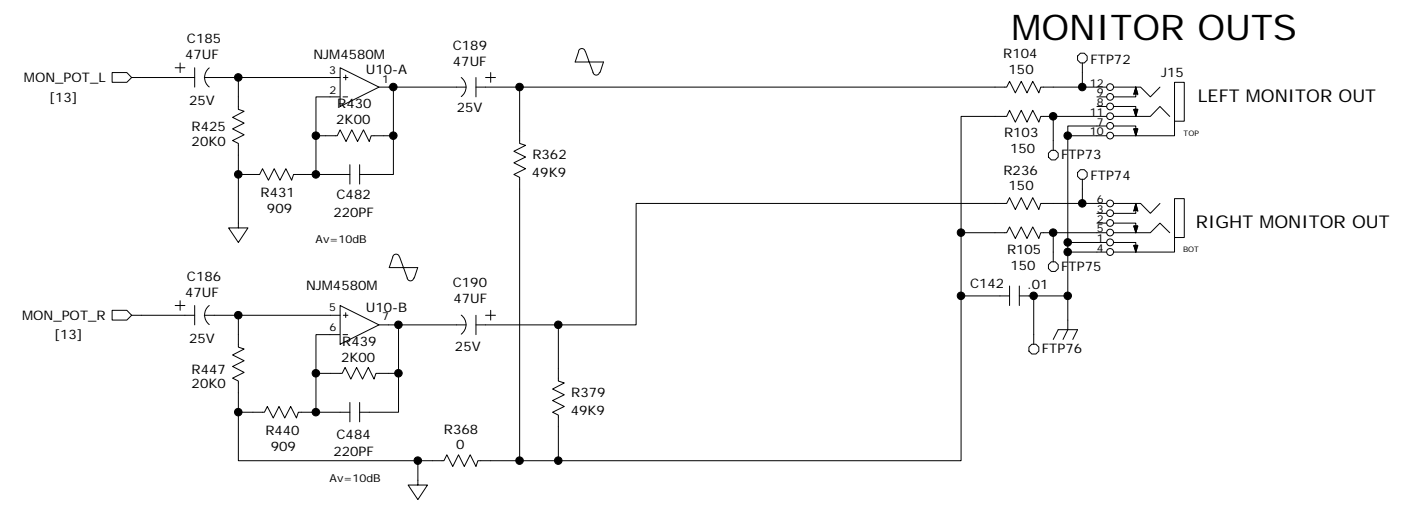 MONITOR OUTS
C185
47UF
+
25V
MON_POT_L
[13]
R425
20K0
R431
909
NJM4580M
U10-A
3
2
1
+
R430
2K00
C482
220PF
Av=10dB
C189
47UF
+
25V
R362
49K9
R104
150
FTP72
J15
12
9
8
11
7
10
LEFT MONITOR OUT
TOP
R103
150
FTP73
R236
150
FTP74
6
3
2
5
1
4
RIGHT MONITOR OUT
BOT
R105
150
FTP75
C142
.01
FTP76
C186
47UF
+
25V
MON_POT_R
[13]
R447
20K0
R440
909
NJM4580M
U10-B
5
6
7
+
R439
2K00
C484
220PF
Av=10dB
C190
47UF
+
25V
R379
49K9
R368
0